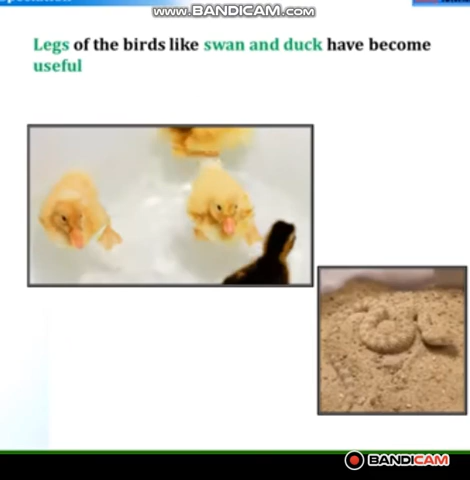 www.BANDICAM.com
Legs of the birds like swan and duck have become
useful
BANDICAM